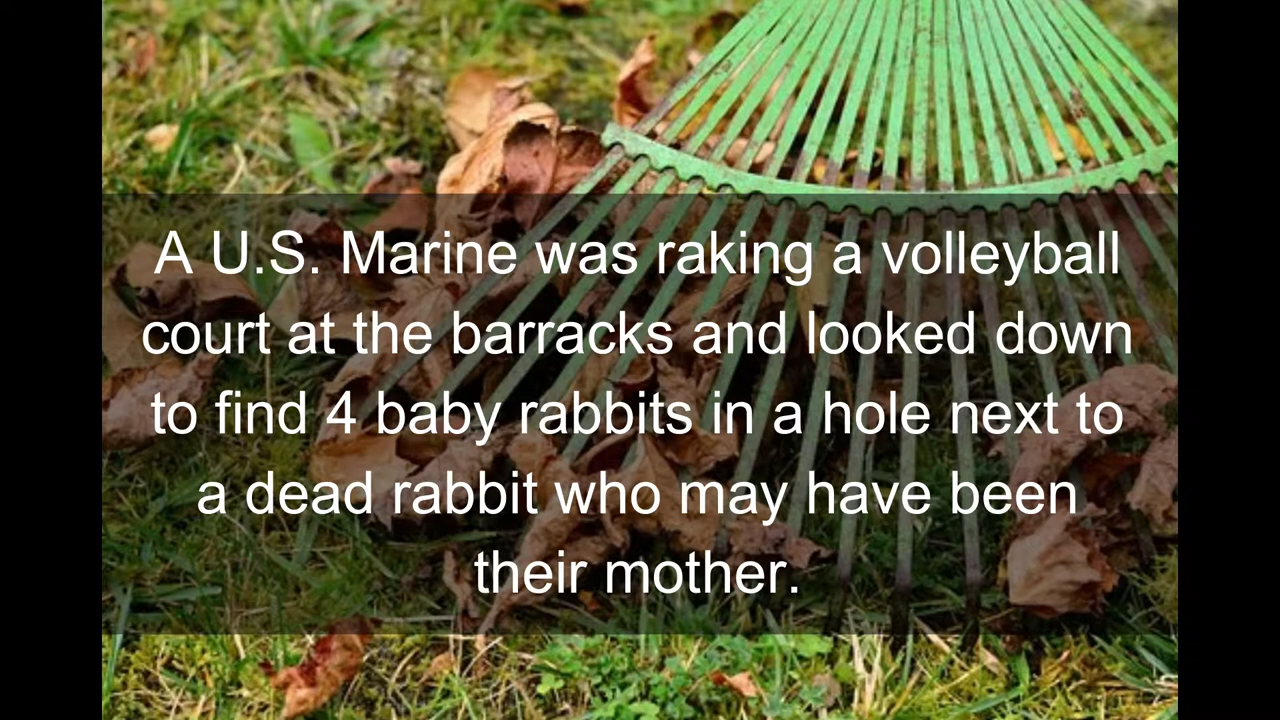 A U.S. Marine was raking a volleyball
court at the barracks and looked down
to find 4 baby rabbits in a hole next to
a dead rabbit who may have been
their mother.